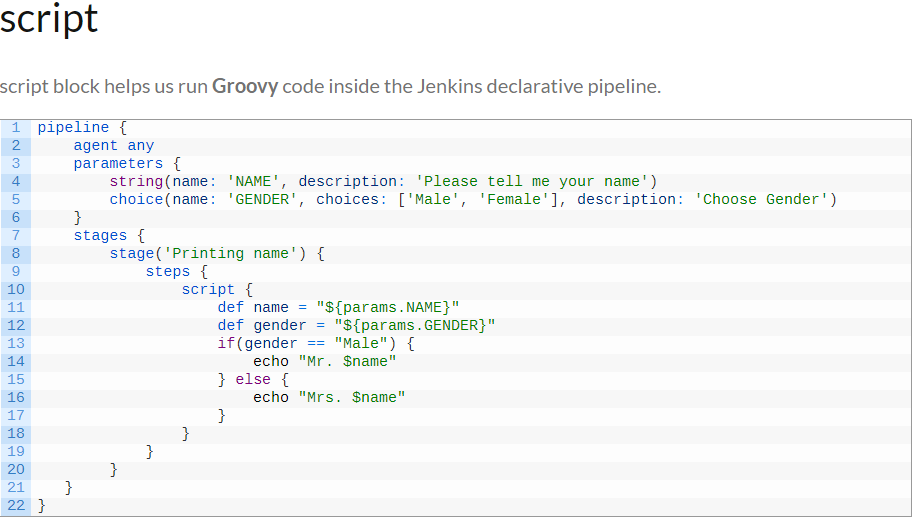 script
script block helps us run Groovy code inside the Jenkins declarative pipeline.
1 pipeline {
2     agent any
3     parameters {
4         string(name: 'NAME', description: 'Please tell me your name')
5         choice(name: 'GENDER', choices: ['Male', 'Female'], description: 'Choose Gender')
6     }
7     stages {
8         stage('Printing name') {
9             steps {
10                 script {
11                     def name = "${params.NAME}"
12                     def gender = "${params.GENDER}"
13                     if(gender == "Male") {
14                         echo "Mr. $name"
15                     } else {
16                         echo "Mrs. $name"
17                     }
18                 }
19             }
20         }
21    }
22 }